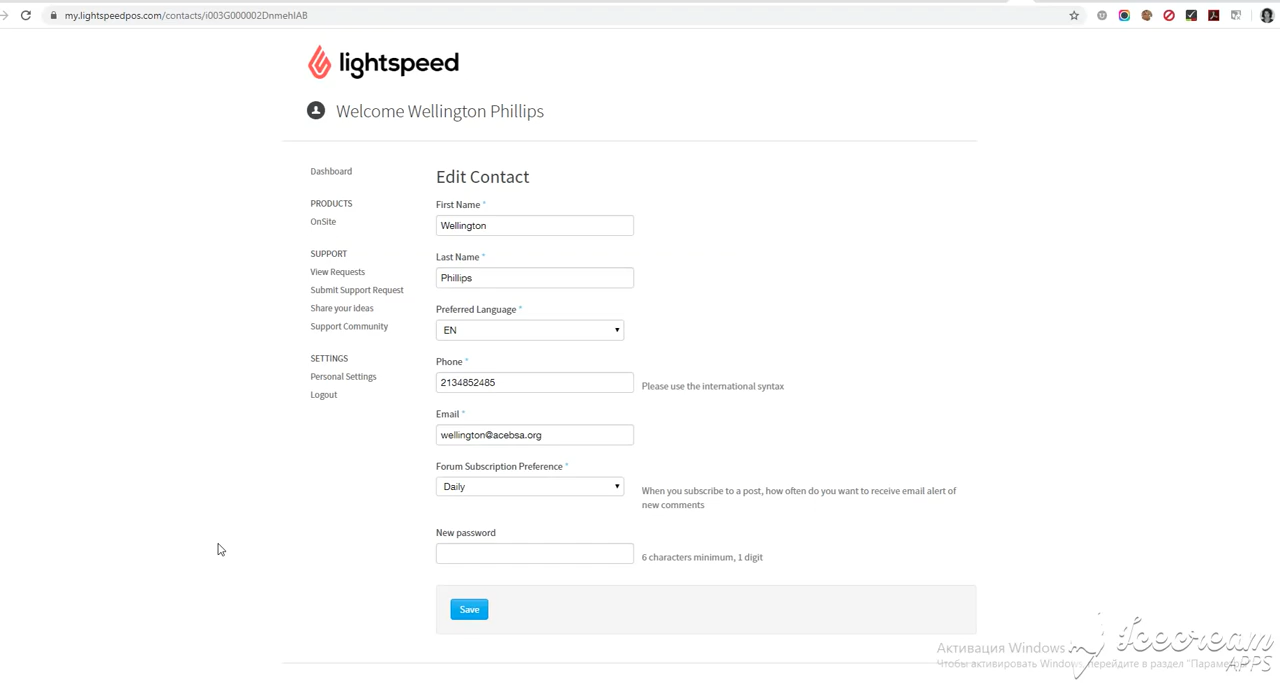 my.lightspeedpos.com/contacts/i003G000002DnmehIAB
lightspeed
Welcome Wellington Phillips
Dashboard
PRODUCTS
OnSite
SUPPORT
View Requests
Submit Support Request
Share your ideas
Support Community
SETTINGS
Personal Settings
Logout
Edit Contact
First Name *
Wellington
Last Name *
Phillips
Preferred Language *
EN
Phone *
2134852485
Please use the international syntax
Email *
wellington@acebsa.org
Forum Subscription Preference *
Daily
When you subscribe to a post, how often do you want to receive email alert of
new comments
New password
6 characters minimum, 1 digit
Save
Активация Windows
Чтобы активировать Windows, перейдите в раздел
Icecream
APPS